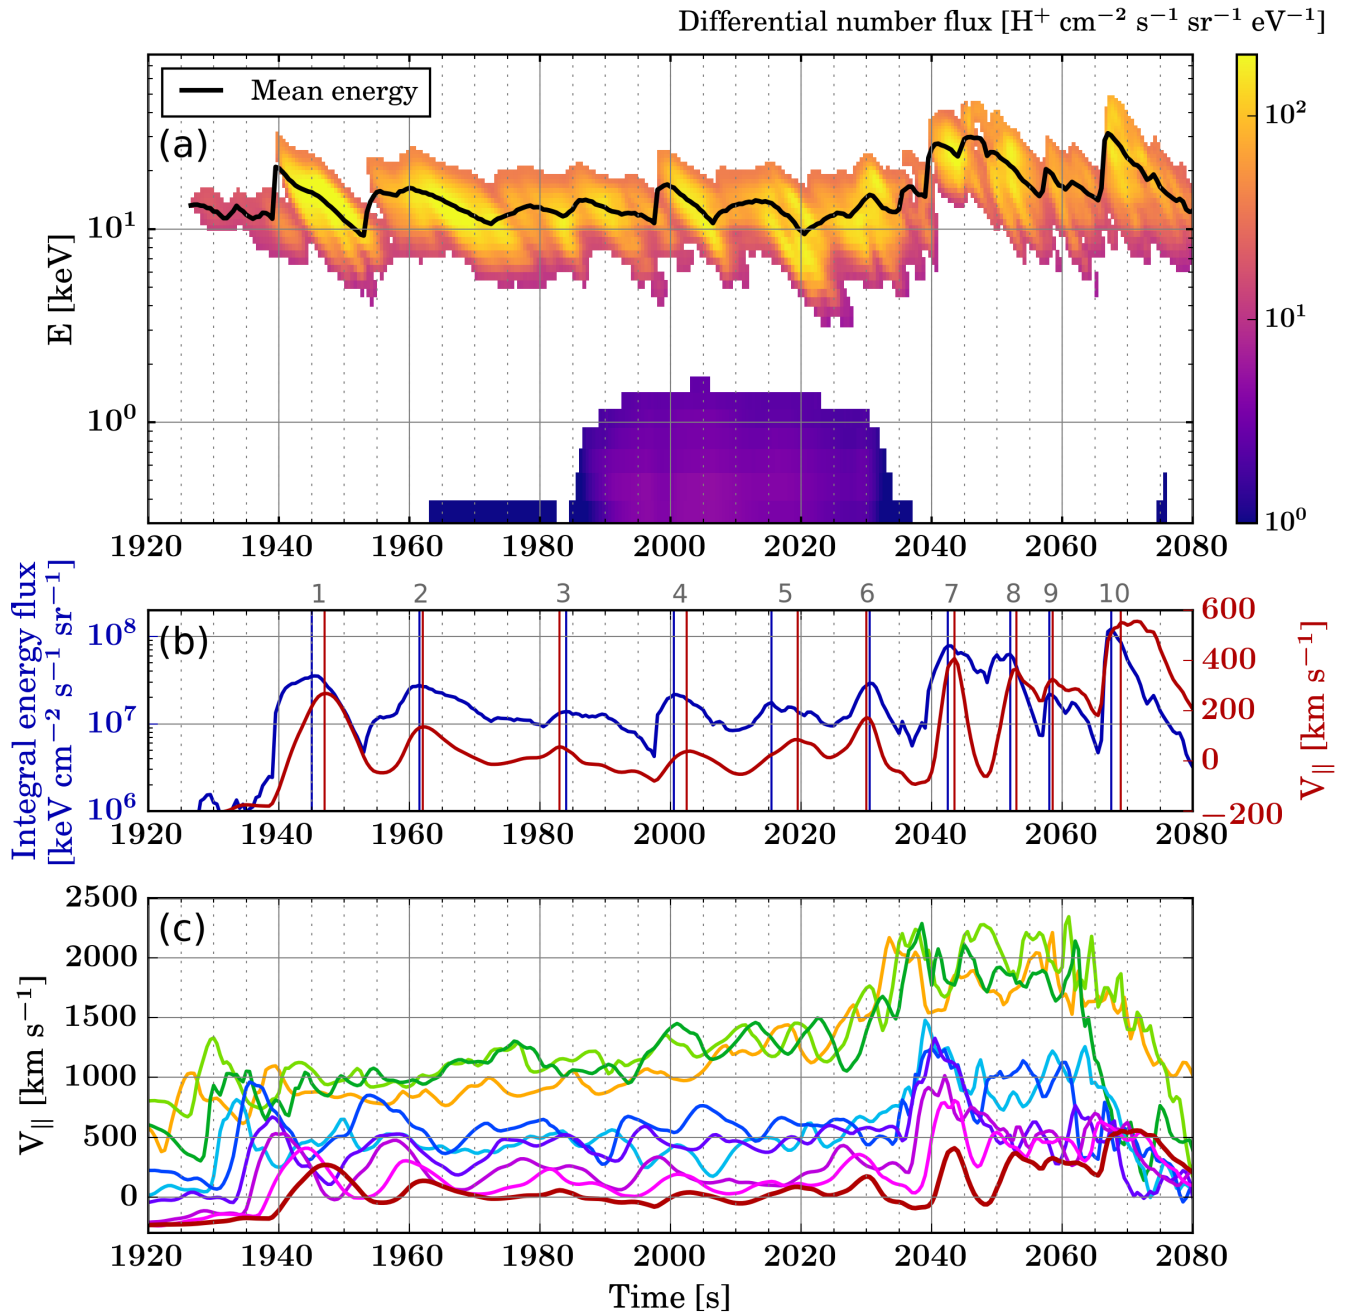 Differential number flux [H⁺ cm⁻² s⁻¹ sr⁻¹ eV⁻¹]
Mean energy
(a)
E [keV]
10¹
10⁰
10²
10¹
10⁰
1920 1940 1960 1980 2000 2020 2040 2060 2080
1 2 3 4 5 6 7 8 9 10
(b)
Integral energy flux
[keV cm⁻² s⁻¹ sr⁻¹]
10⁸
10⁷
10⁶
600
400
200
0
−200
V∥ [km s⁻¹]
1920 1940 1960 1980 2000 2020 2040 2060 2080
(c)
V∥ [km s⁻¹]
2500
2000
1500
1000
500
0
1920 1940 1960 1980 2000 2020 2040 2060 2080
Time [s]